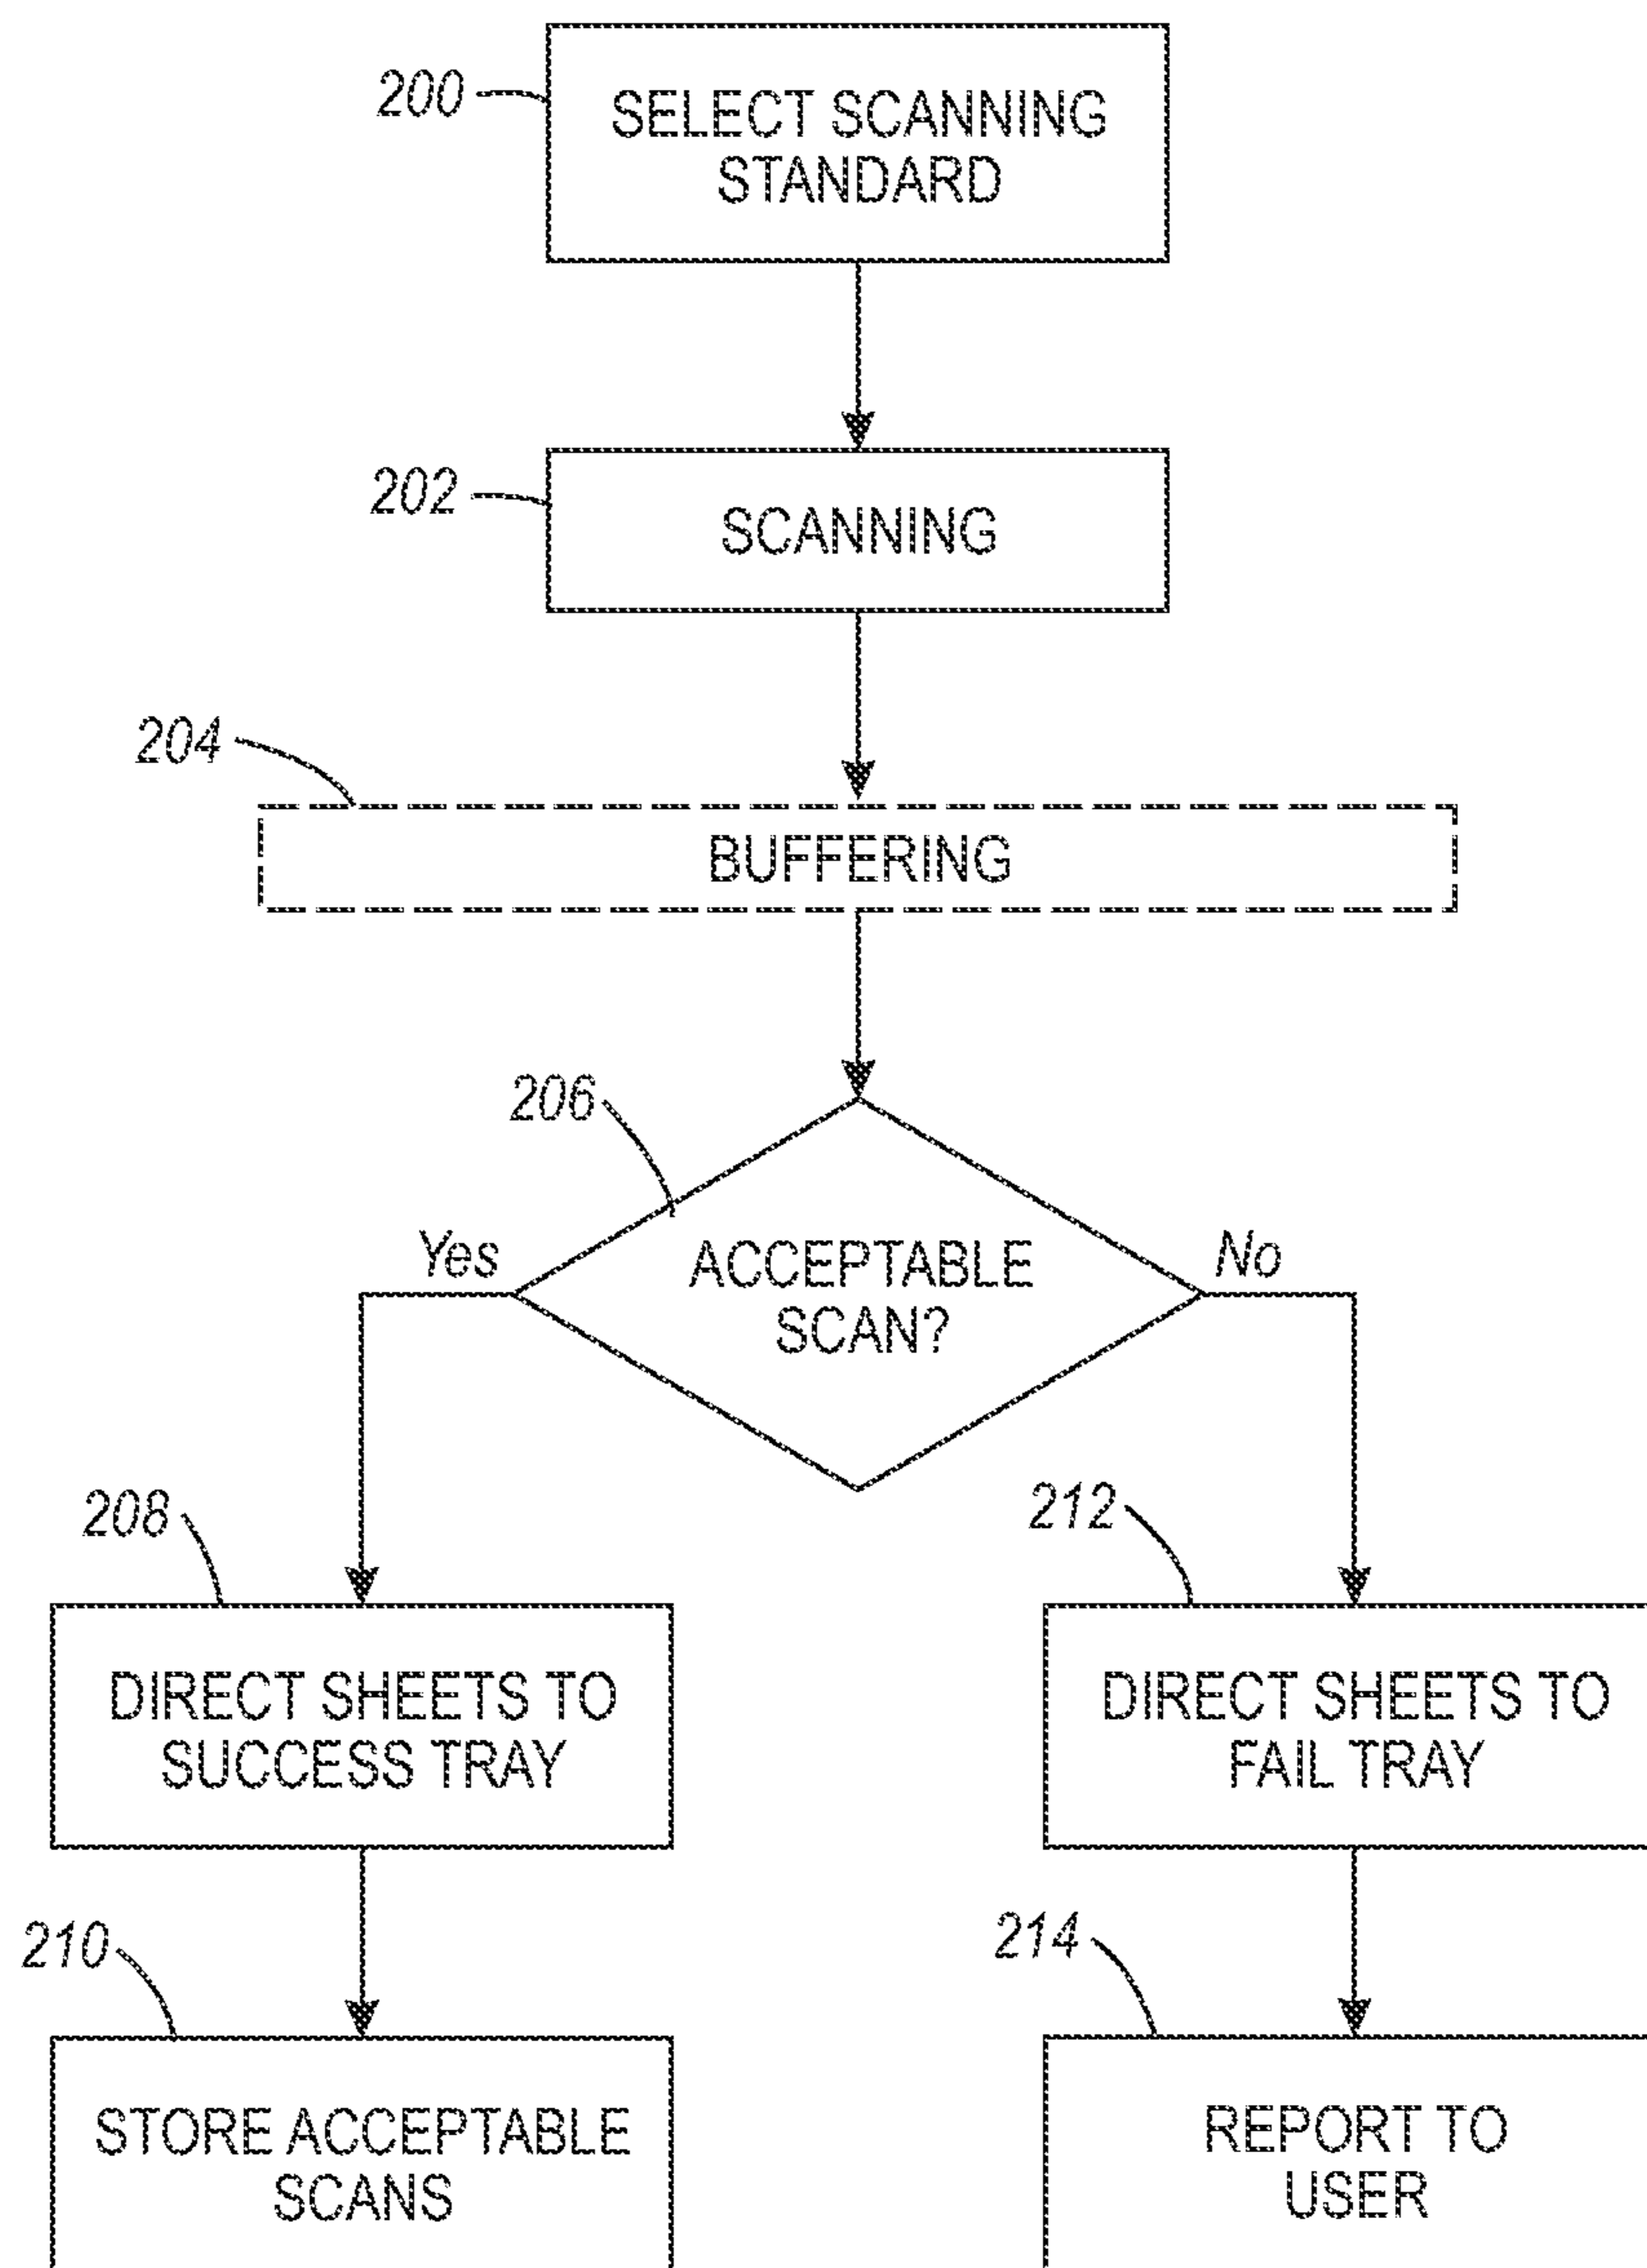 200
SELECT SCANNING
STANDARD
202
SCANNING
204
BUFFERING
206
Yes
ACCEPTABLE
SCAN?
No
208
DIRECT SHEETS TO
SUCCESS TRAY
212
DIRECT SHEETS TO
FAIL TRAY
210
STORE ACCEPTABLE
SCANS
214
REPORT TO
USER